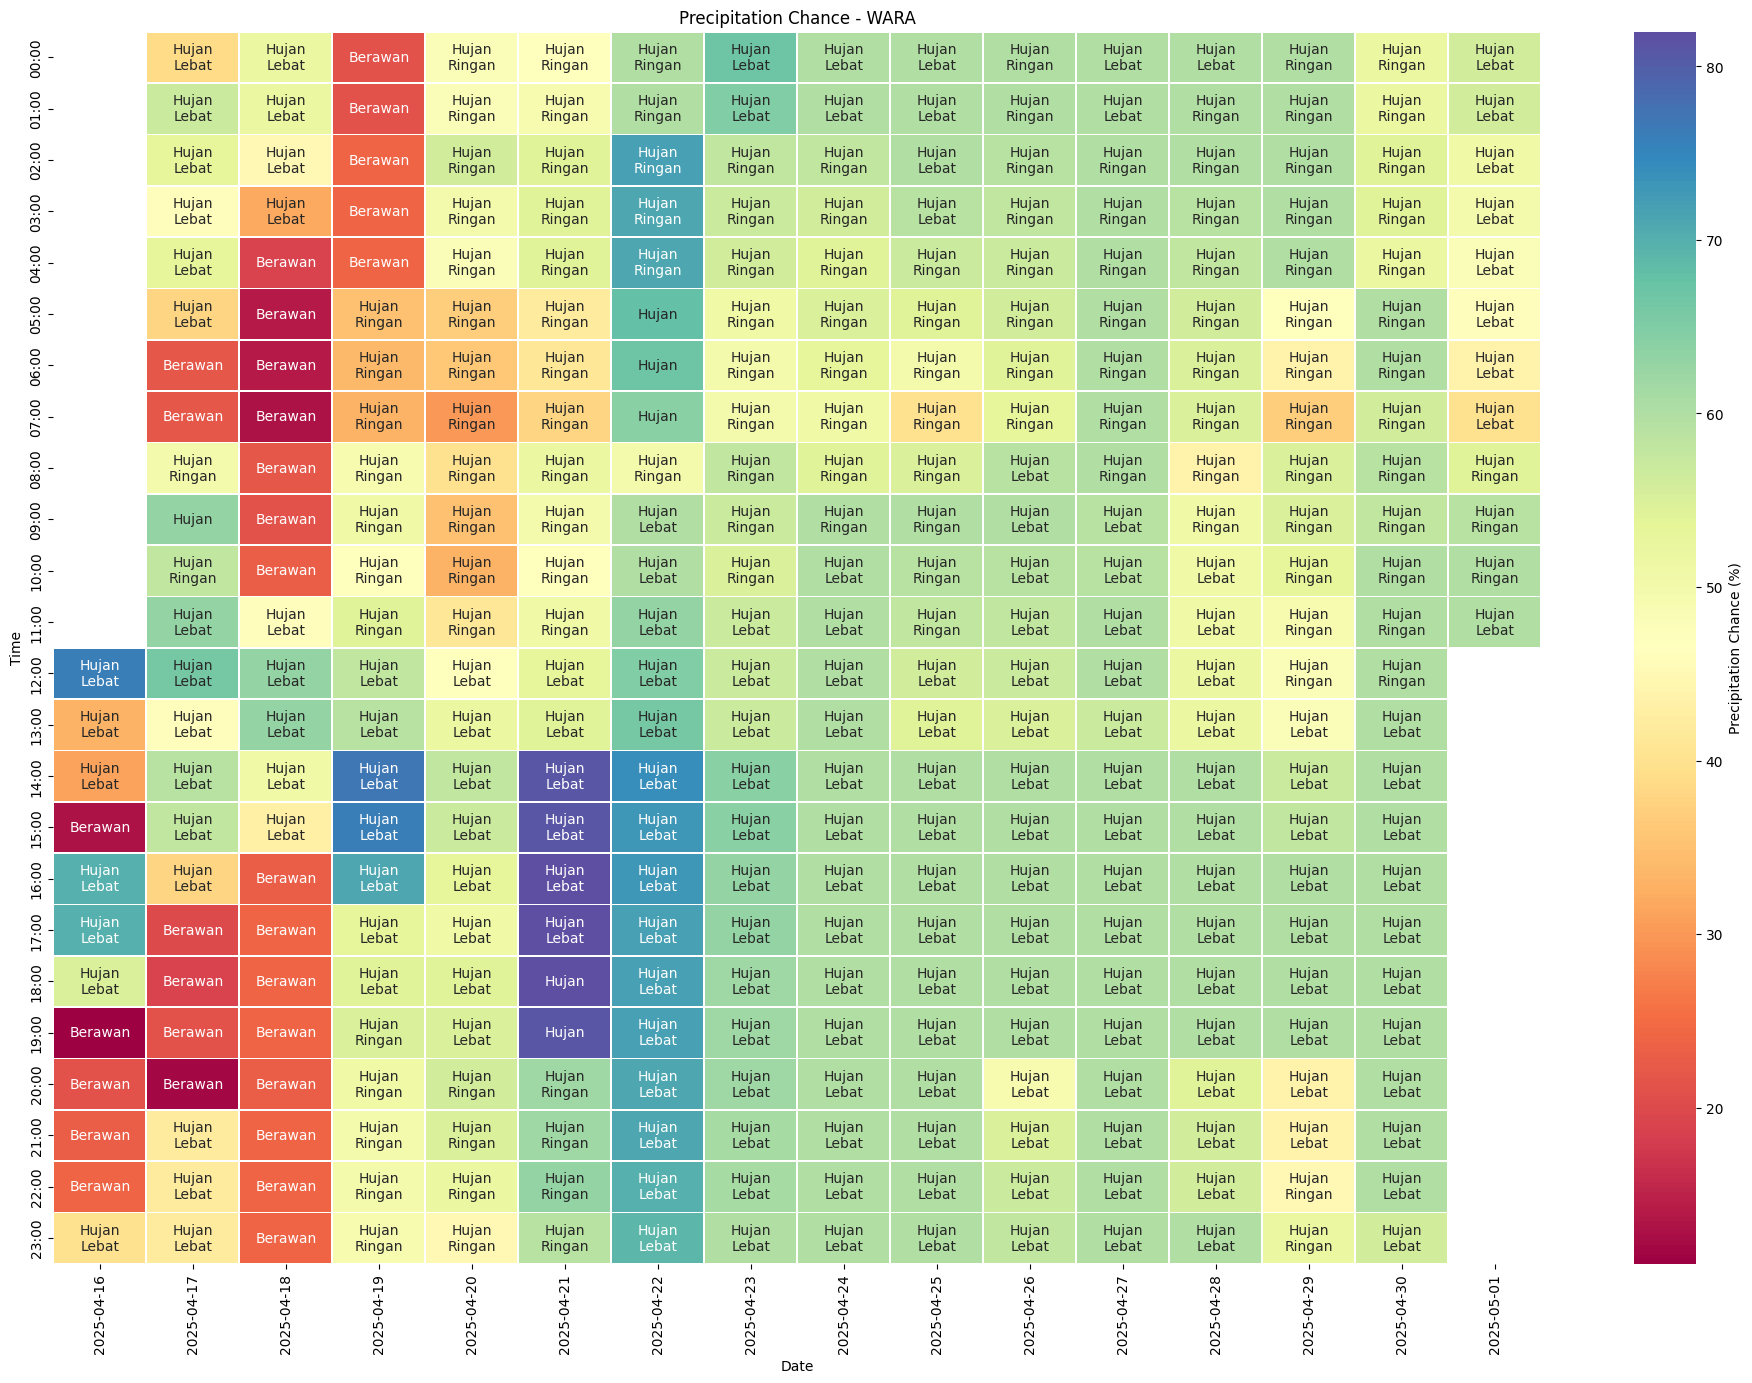 Precipitation Chance - WARA
00:00 Hujan Lebat Hujan Lebat Berawan Hujan Ringan Hujan Ringan Hujan Ringan Hujan Lebat Hujan Lebat Hujan Lebat Hujan Ringan Hujan Lebat Hujan Lebat Hujan Ringan Hujan Ringan Hujan Lebat
01:00 Hujan Lebat Hujan Lebat Berawan Hujan Ringan Hujan Ringan Hujan Ringan Hujan Lebat Hujan Lebat Hujan Lebat Hujan Ringan Hujan Lebat Hujan Ringan Hujan Ringan Hujan Ringan Hujan Lebat
02:00 Hujan Lebat Hujan Lebat Berawan Hujan Ringan Hujan Ringan Hujan Ringan Hujan Ringan Hujan Ringan Hujan Lebat Hujan Ringan Hujan Ringan Hujan Ringan Hujan Ringan Hujan Ringan Hujan Lebat
03:00 Hujan Lebat Hujan Lebat Berawan Hujan Ringan Hujan Ringan Hujan Ringan Hujan Ringan Hujan Ringan Hujan Lebat Hujan Ringan Hujan Ringan Hujan Ringan Hujan Ringan Hujan Ringan Hujan Lebat
04:00 Hujan Lebat Berawan Berawan Hujan Ringan Hujan Ringan Hujan Ringan Hujan Ringan Hujan Ringan Hujan Ringan Hujan Ringan Hujan Ringan Hujan Ringan Hujan Ringan Hujan Ringan Hujan Lebat
05:00 Hujan Lebat Berawan Hujan Ringan Hujan Ringan Hujan Ringan Hujan Hujan Ringan Hujan Ringan Hujan Ringan Hujan Ringan Hujan Ringan Hujan Ringan Hujan Ringan Hujan Ringan Hujan Lebat
06:00 Berawan Berawan Hujan Ringan Hujan Ringan Hujan Ringan Hujan Hujan Ringan Hujan Ringan Hujan Ringan Hujan Ringan Hujan Ringan Hujan Ringan Hujan Ringan Hujan Ringan Hujan Lebat
07:00 Berawan Berawan Hujan Ringan Hujan Ringan Hujan Ringan Hujan Hujan Ringan Hujan Ringan Hujan Ringan Hujan Ringan Hujan Ringan Hujan Ringan Hujan Ringan Hujan Ringan Hujan Lebat
08:00 Hujan Ringan Berawan Hujan Ringan Hujan Ringan Hujan Ringan Hujan Ringan Hujan Ringan Hujan Ringan Hujan Ringan Hujan Lebat Hujan Ringan Hujan Ringan Hujan Ringan Hujan Ringan Hujan Ringan
09:00 Hujan Berawan Hujan Ringan Hujan Ringan Hujan Ringan Hujan Lebat Hujan Ringan Hujan Ringan Hujan Ringan Hujan Lebat Hujan Lebat Hujan Ringan Hujan Ringan Hujan Ringan Hujan Ringan
10:00 Hujan Ringan Berawan Hujan Ringan Hujan Ringan Hujan Ringan Hujan Lebat Hujan Ringan Hujan Lebat Hujan Ringan Hujan Lebat Hujan Lebat Hujan Lebat Hujan Ringan Hujan Ringan Hujan Ringan
11:00 Hujan Lebat Hujan Lebat Hujan Ringan Hujan Ringan Hujan Ringan Hujan Lebat Hujan Lebat Hujan Lebat Hujan Ringan Hujan Lebat Hujan Lebat Hujan Lebat Hujan Ringan Hujan Ringan Hujan Lebat
12:00 Hujan Lebat Hujan Lebat Hujan Lebat Hujan Lebat Hujan Lebat Hujan Lebat Hujan Lebat Hujan Lebat Hujan Lebat Hujan Lebat Hujan Lebat Hujan Lebat Hujan Lebat Hujan Ringan Hujan Ringan
13:00 Hujan Lebat Hujan Lebat Hujan Lebat Hujan Lebat Hujan Lebat Hujan Lebat Hujan Lebat Hujan Lebat Hujan Lebat Hujan Lebat Hujan Lebat Hujan Lebat Hujan Lebat Hujan Lebat Hujan Lebat
14:00 Hujan Lebat Hujan Lebat Hujan Lebat Hujan Lebat Hujan Lebat Hujan Lebat Hujan Lebat Hujan Lebat Hujan Lebat Hujan Lebat Hujan Lebat Hujan Lebat Hujan Lebat Hujan Lebat Hujan Lebat
15:00 Berawan Hujan Lebat Hujan Lebat Hujan Lebat Hujan Lebat Hujan Lebat Hujan Lebat Hujan Lebat Hujan Lebat Hujan Lebat Hujan Lebat Hujan Lebat Hujan Lebat Hujan Lebat Hujan Lebat
16:00 Hujan Lebat Hujan Lebat Berawan Hujan Lebat Hujan Lebat Hujan Lebat Hujan Lebat Hujan Lebat Hujan Lebat Hujan Lebat Hujan Lebat Hujan Lebat Hujan Lebat Hujan Lebat Hujan Lebat
17:00 Hujan Lebat Berawan Berawan Hujan Lebat Hujan Lebat Hujan Lebat Hujan Lebat Hujan Lebat Hujan Lebat Hujan Lebat Hujan Lebat Hujan Lebat Hujan Lebat Hujan Lebat Hujan Lebat
18:00 Hujan Lebat Berawan Berawan Hujan Lebat Hujan Lebat Hujan Hujan Lebat Hujan Lebat Hujan Lebat Hujan Lebat Hujan Lebat Hujan Lebat Hujan Lebat Hujan Lebat Hujan Lebat
19:00 Berawan Berawan Berawan Hujan Ringan Hujan Lebat Hujan Hujan Lebat Hujan Lebat Hujan Lebat Hujan Lebat Hujan Lebat Hujan Lebat Hujan Lebat Hujan Lebat Hujan Lebat
20:00 Berawan Berawan Berawan Hujan Ringan Hujan Ringan Hujan Ringan Hujan Lebat Hujan Lebat Hujan Lebat Hujan Lebat Hujan Lebat Hujan Lebat Hujan Lebat Hujan Lebat Hujan Lebat
21:00 Berawan Hujan Lebat Berawan Hujan Ringan Hujan Ringan Hujan Ringan Hujan Lebat Hujan Lebat Hujan Lebat Hujan Lebat Hujan Lebat Hujan Lebat Hujan Lebat Hujan Lebat Hujan Lebat
22:00 Berawan Hujan Lebat Berawan Hujan Ringan Hujan Ringan Hujan Ringan Hujan Lebat Hujan Lebat Hujan Lebat Hujan Lebat Hujan Lebat Hujan Lebat Hujan Lebat Hujan Ringan Hujan Lebat
23:00 Hujan Lebat Hujan Lebat Berawan Hujan Ringan Hujan Ringan Hujan Ringan Hujan Lebat Hujan Lebat Hujan Lebat Hujan Lebat Hujan Lebat Hujan Lebat Hujan Lebat Hujan Ringan Hujan Lebat
Time
2025-04-16 2025-04-17 2025-04-18 2025-04-19 2025-04-20 2025-04-21 2025-04-22 2025-04-23 2025-04-24 2025-04-25 2025-04-26 2025-04-27 2025-04-28 2025-04-29 2025-04-30 2025-05-01
Date
80
70
60
50
40
30
20
Precipitation Chance (%)